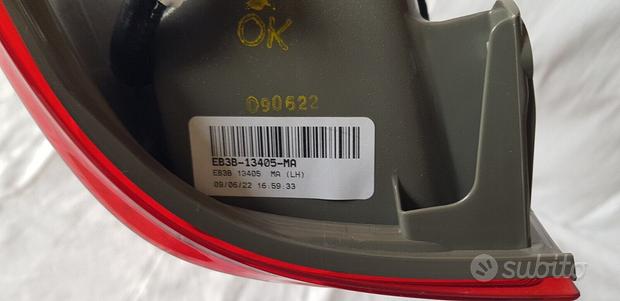 OK
090622
EB3B-13405-MA
EB3B 13405 MA (LH)
09/06/22 16:59:33
subito